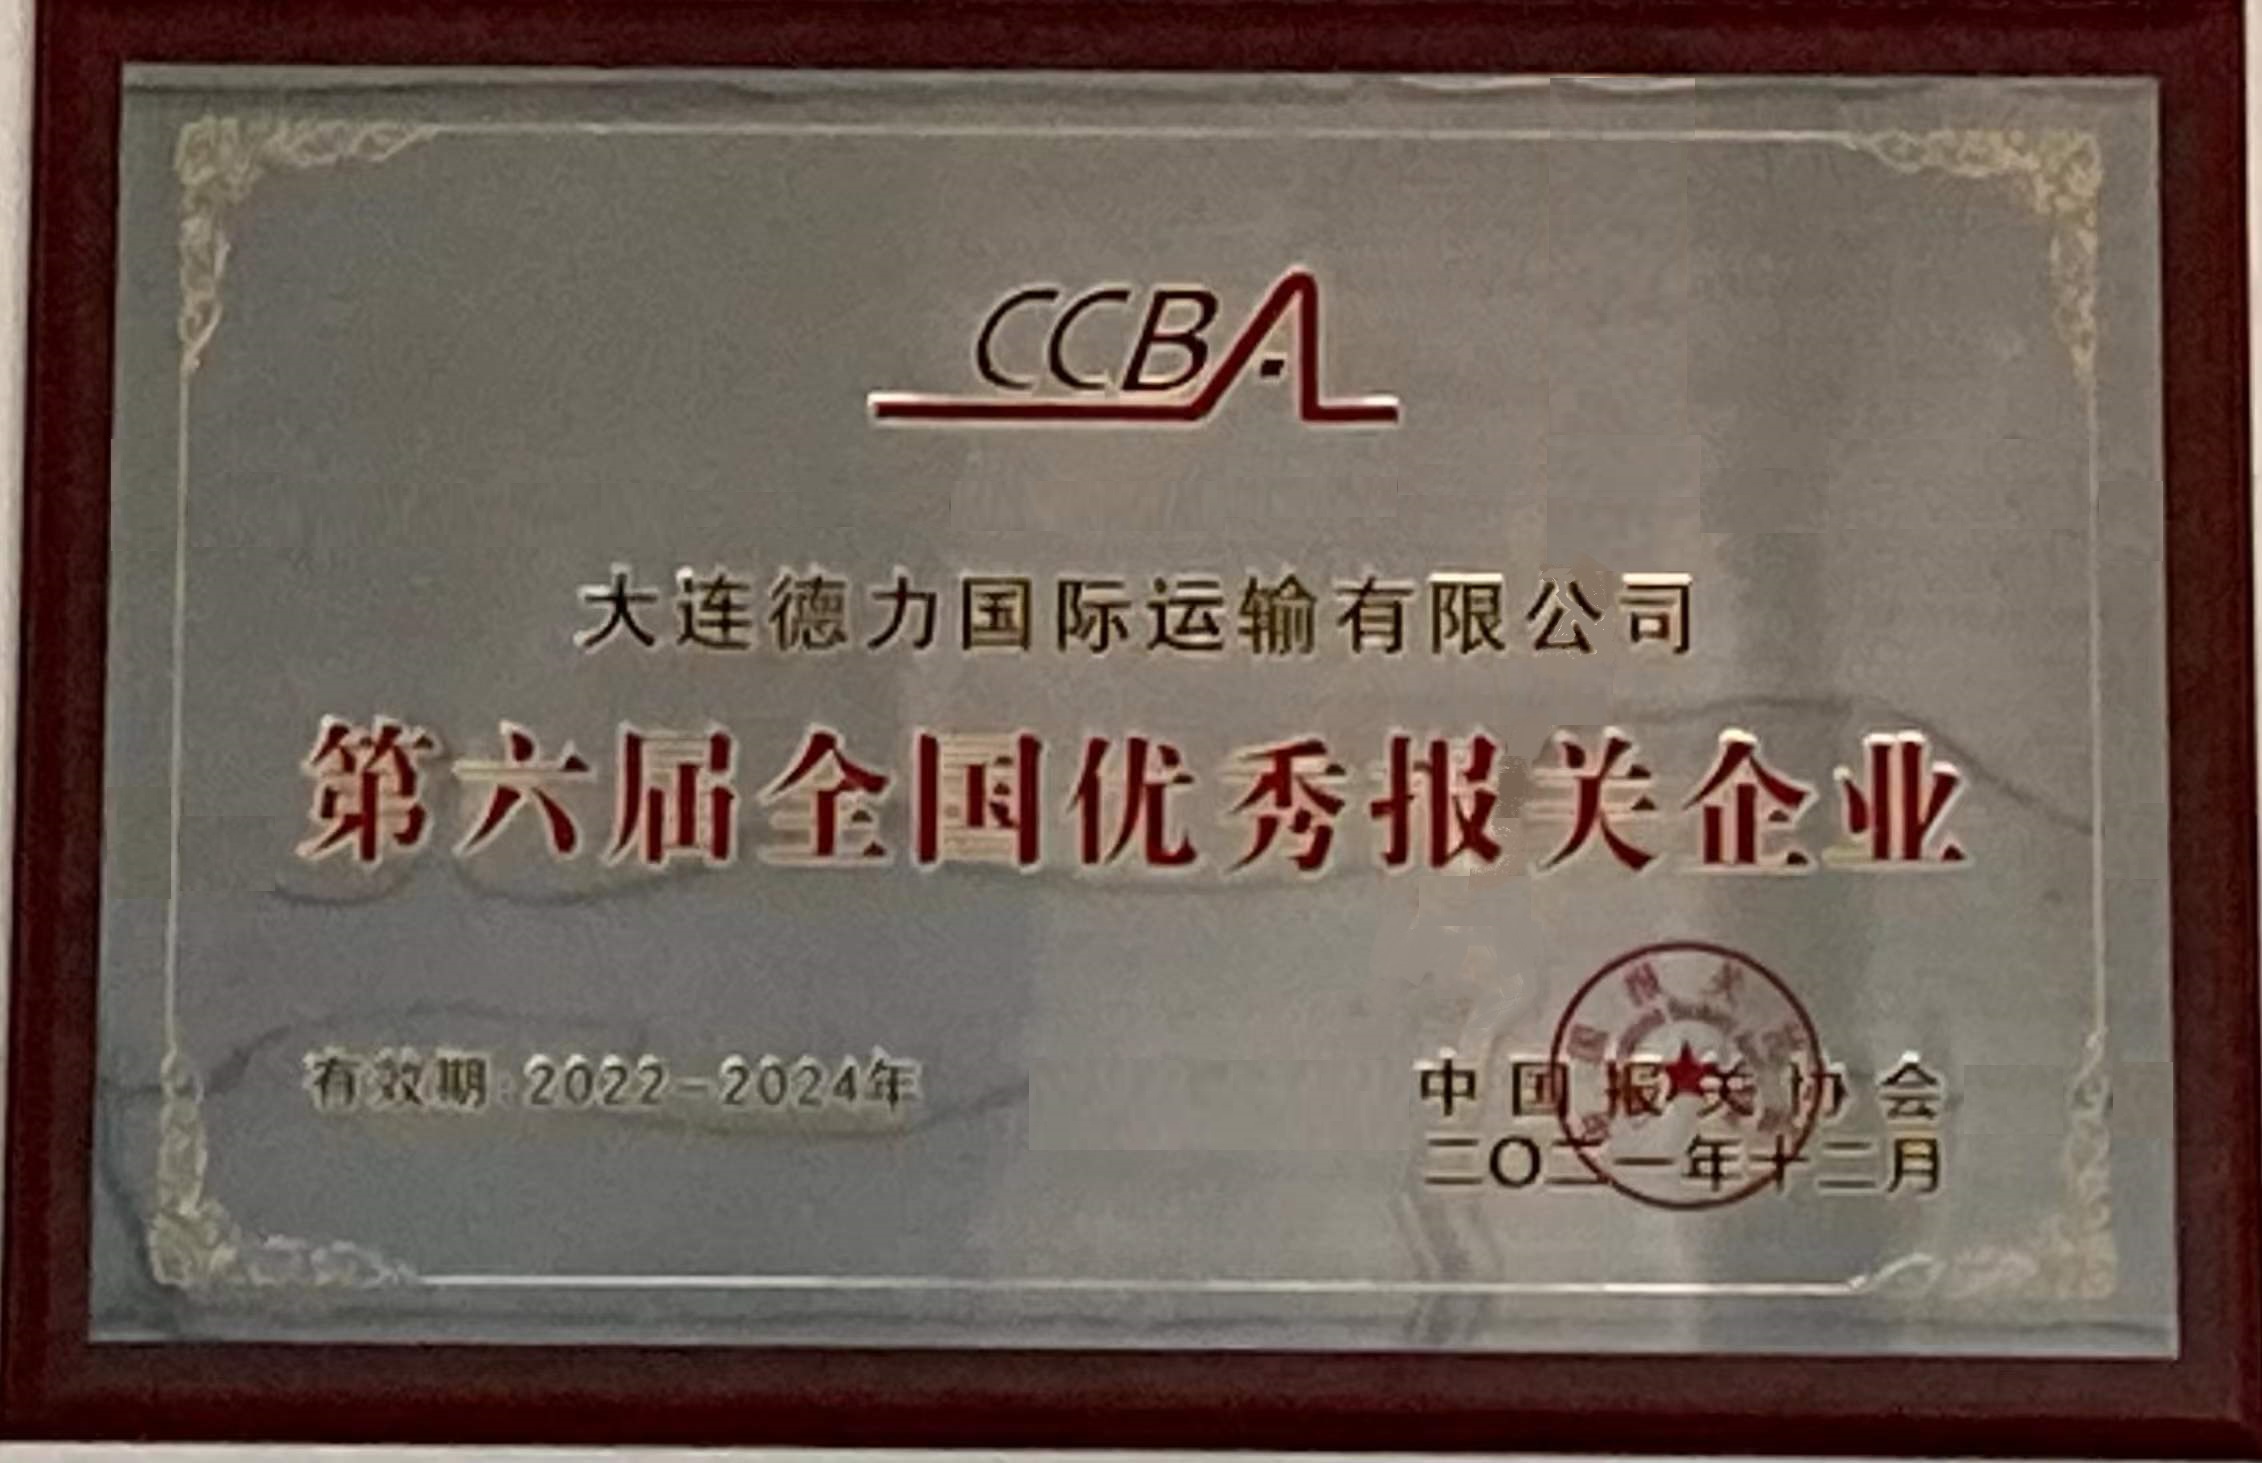 CCBA
大连德力国际运输有限公司
第六届全国优秀报关企业
有效期:2022-2024年
中国报关协会
二〇二一年十二月